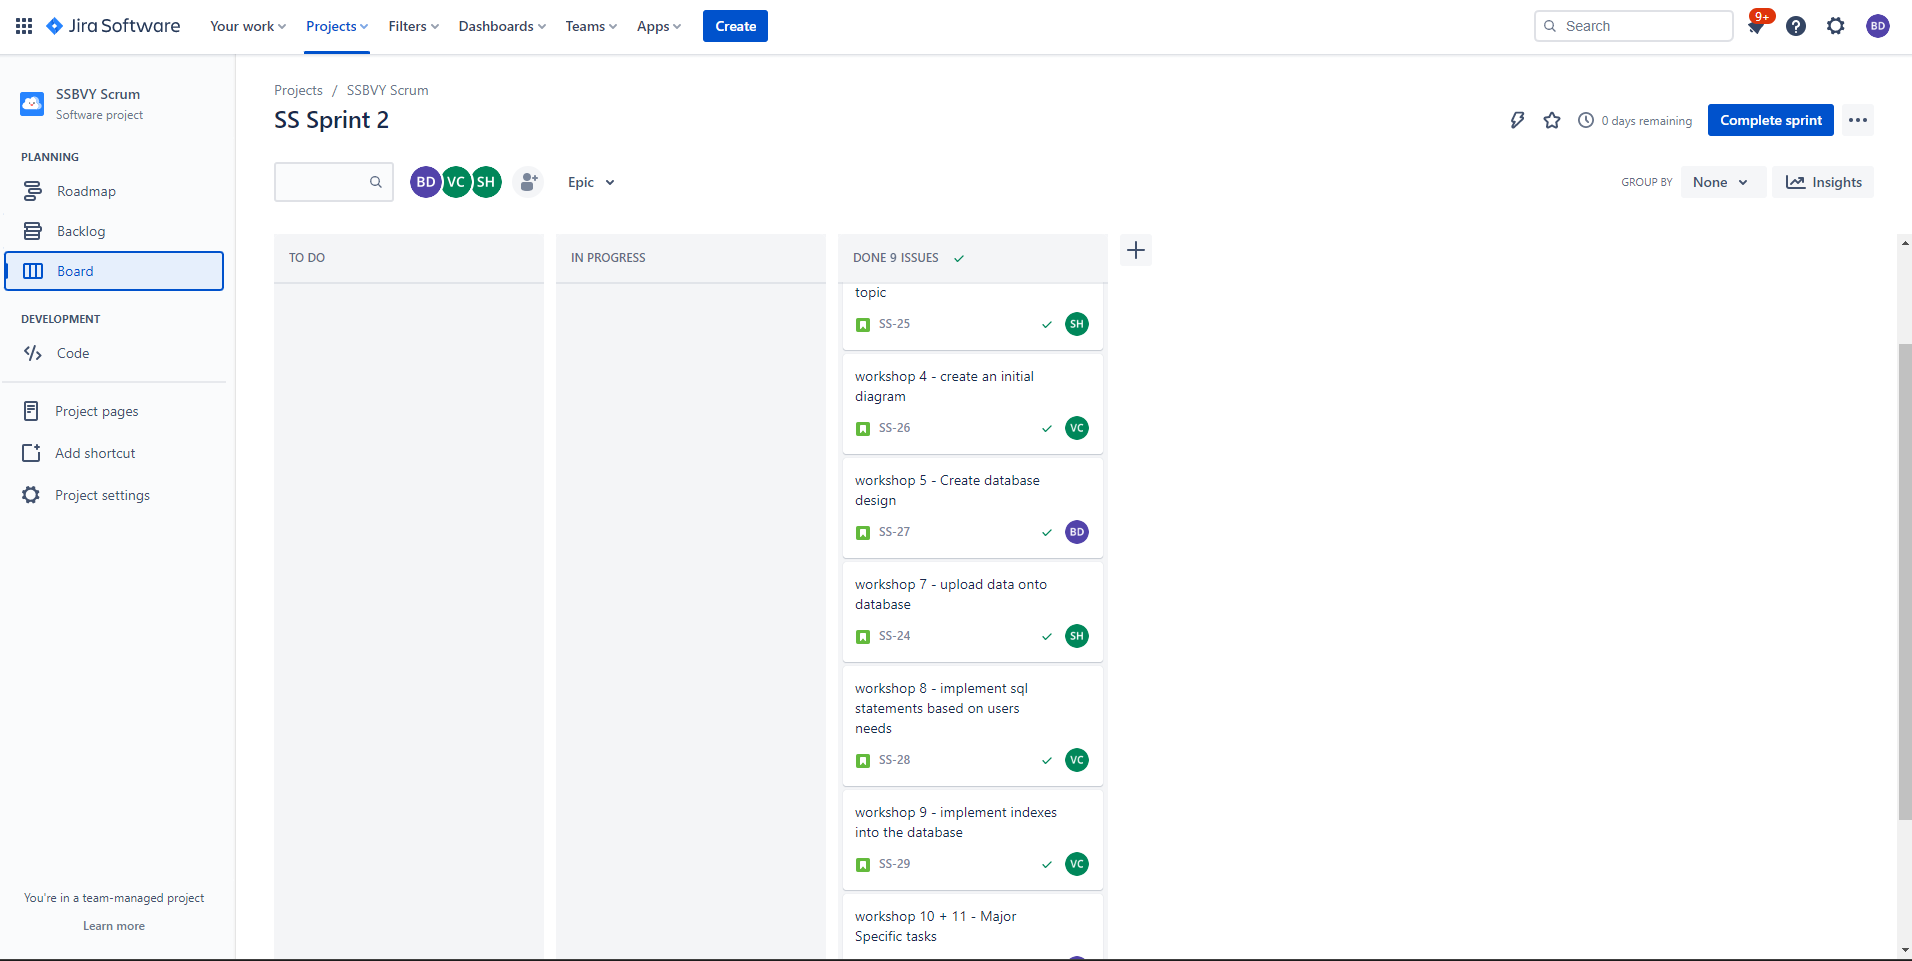 Jira Software
Your work
Projects
Filters
Dashboards
Teams
Apps
Create
Search
9+
BD
SSBVY Scrum
Software project
PLANNING
Roadmap
Backlog
Board
DEVELOPMENT
Code
Project pages
Add shortcut
Project settings
You're in a team-managed project
Learn more
Projects / SSBVY Scrum
SS Sprint 2
0 days remaining
Complete sprint
BD VC SH
Epic
GROUP BY
None
Insights
TO DO
IN PROGRESS
DONE 9 ISSUES
topic
SS-25
SH
workshop 4 - create an initial
diagram
SS-26
VC
workshop 5 - Create database
design
SS-27
BD
workshop 7 - upload data onto
database
SS-24
SH
workshop 8 - implement sql
statements based on users
needs
SS-28
VC
workshop 9 - implement indexes
into the database
SS-29
VC
workshop 10 + 11 - Major
Specific tasks